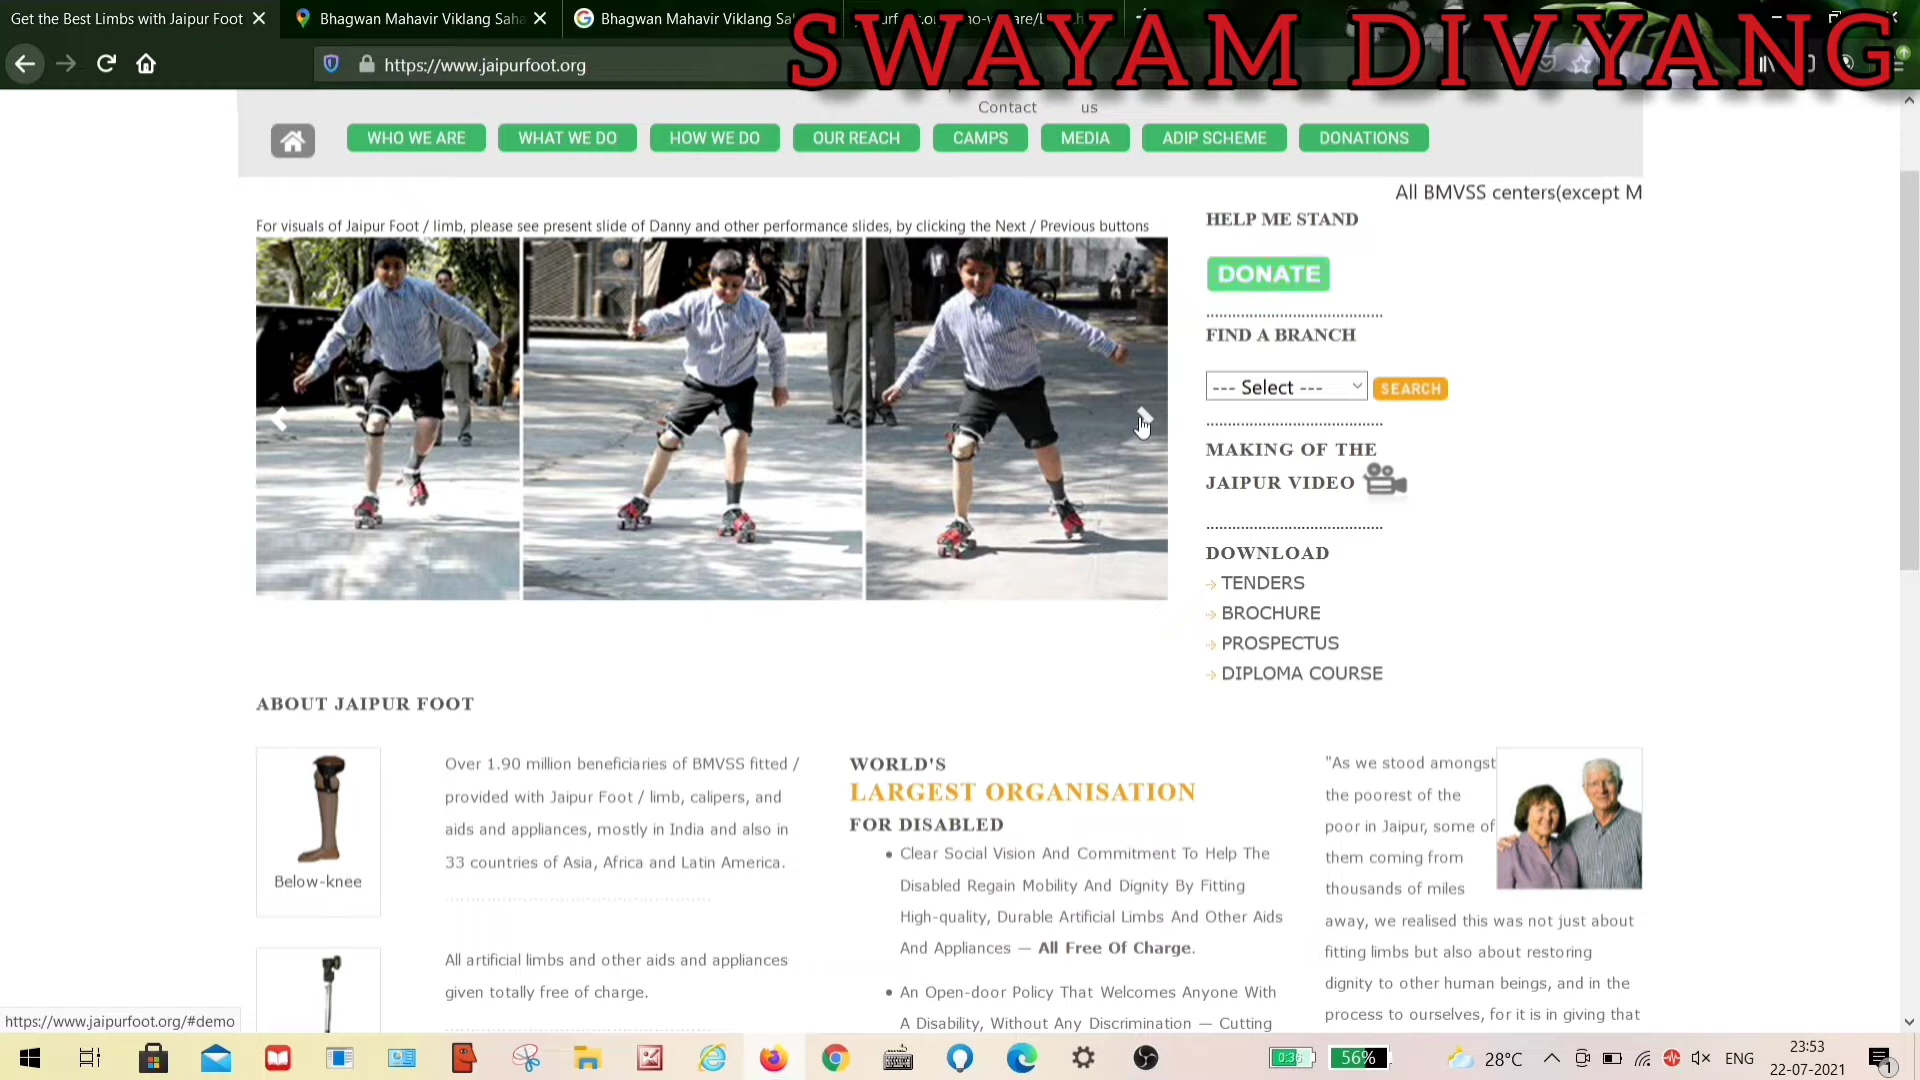 Get the Best Limbs with Jaipur Foot
Bhagwan Mahavir Viklang Saha
Bhagwan Mahavir Viklang Sa
SWAYAM DIVYANG
https://www.jaipurfoot.org
Contact us
WHO WE ARE
WHAT WE DO
HOW WE DO
OUR REACH
CAMPS
MEDIA
ADIP SCHEME
DONATIONS
All BMVSS centers(except M
For visuals of Jaipur Foot / limb, please see present slide of Danny and other performance slides, by clicking the Next / Previous buttons
HELP ME STAND
DONATE
FIND A BRANCH
--- Select ---
SEARCH
MAKING OF THE
JAIPUR VIDEO
DOWNLOAD
TENDERS
BROCHURE
PROSPECTUS
DIPLOMA COURSE
ABOUT JAIPUR FOOT
Below-knee
Over 1.90 million beneficiaries of BMVSS fitted /
provided with Jaipur Foot / limb, calipers, and
aids and appliances, mostly in India and also in
33 countries of Asia, Africa and Latin America.
All artificial limbs and other aids and appliances
given totally free of charge.
WORLD'S
LARGEST ORGANISATION
FOR DISABLED
Clear Social Vision And Commitment To Help The
Disabled Regain Mobility And Dignity By Fitting
High-quality, Durable Artificial Limbs And Other Aids
And Appliances — All Free Of Charge.
An Open-door Policy That Welcomes Anyone With
A Disability, Without Any Discrimination — Cutting
"As we stood amongst
the poorest of the
poor in Jaipur, some of
them coming from
thousands of miles
away, we realised this was not just about
fitting limbs but also about restoring
dignity to other human beings, and in the
process to ourselves, for it is in giving that
https://www.jaipurfoot.org/#demo
0:36
56%
28°C
ENG
23:53
22-07-2021
1